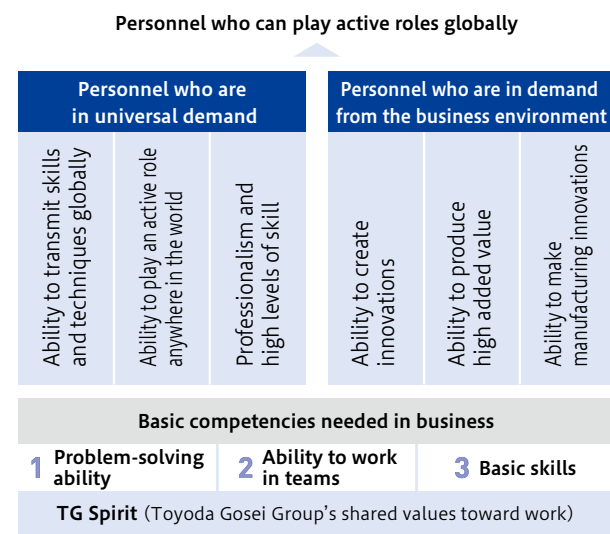 Personnel who can play active roles globally
Personnel who are
in universal demand
Personnel who are in demand
from the business environment
Ability to transmit skills
and techniques globally
Ability to play an active role
anywhere in the world
Professionalism and
high levels of skill
Ability to create
innovations
Ability to produce
high added value
Ability to make
manufacturing innovations
Basic competencies needed in business
1 Problem-solving
ability
2 Ability to work
in teams
3 Basic skills
TG Spirit (Toyoda Gosei Group's shared values toward work)